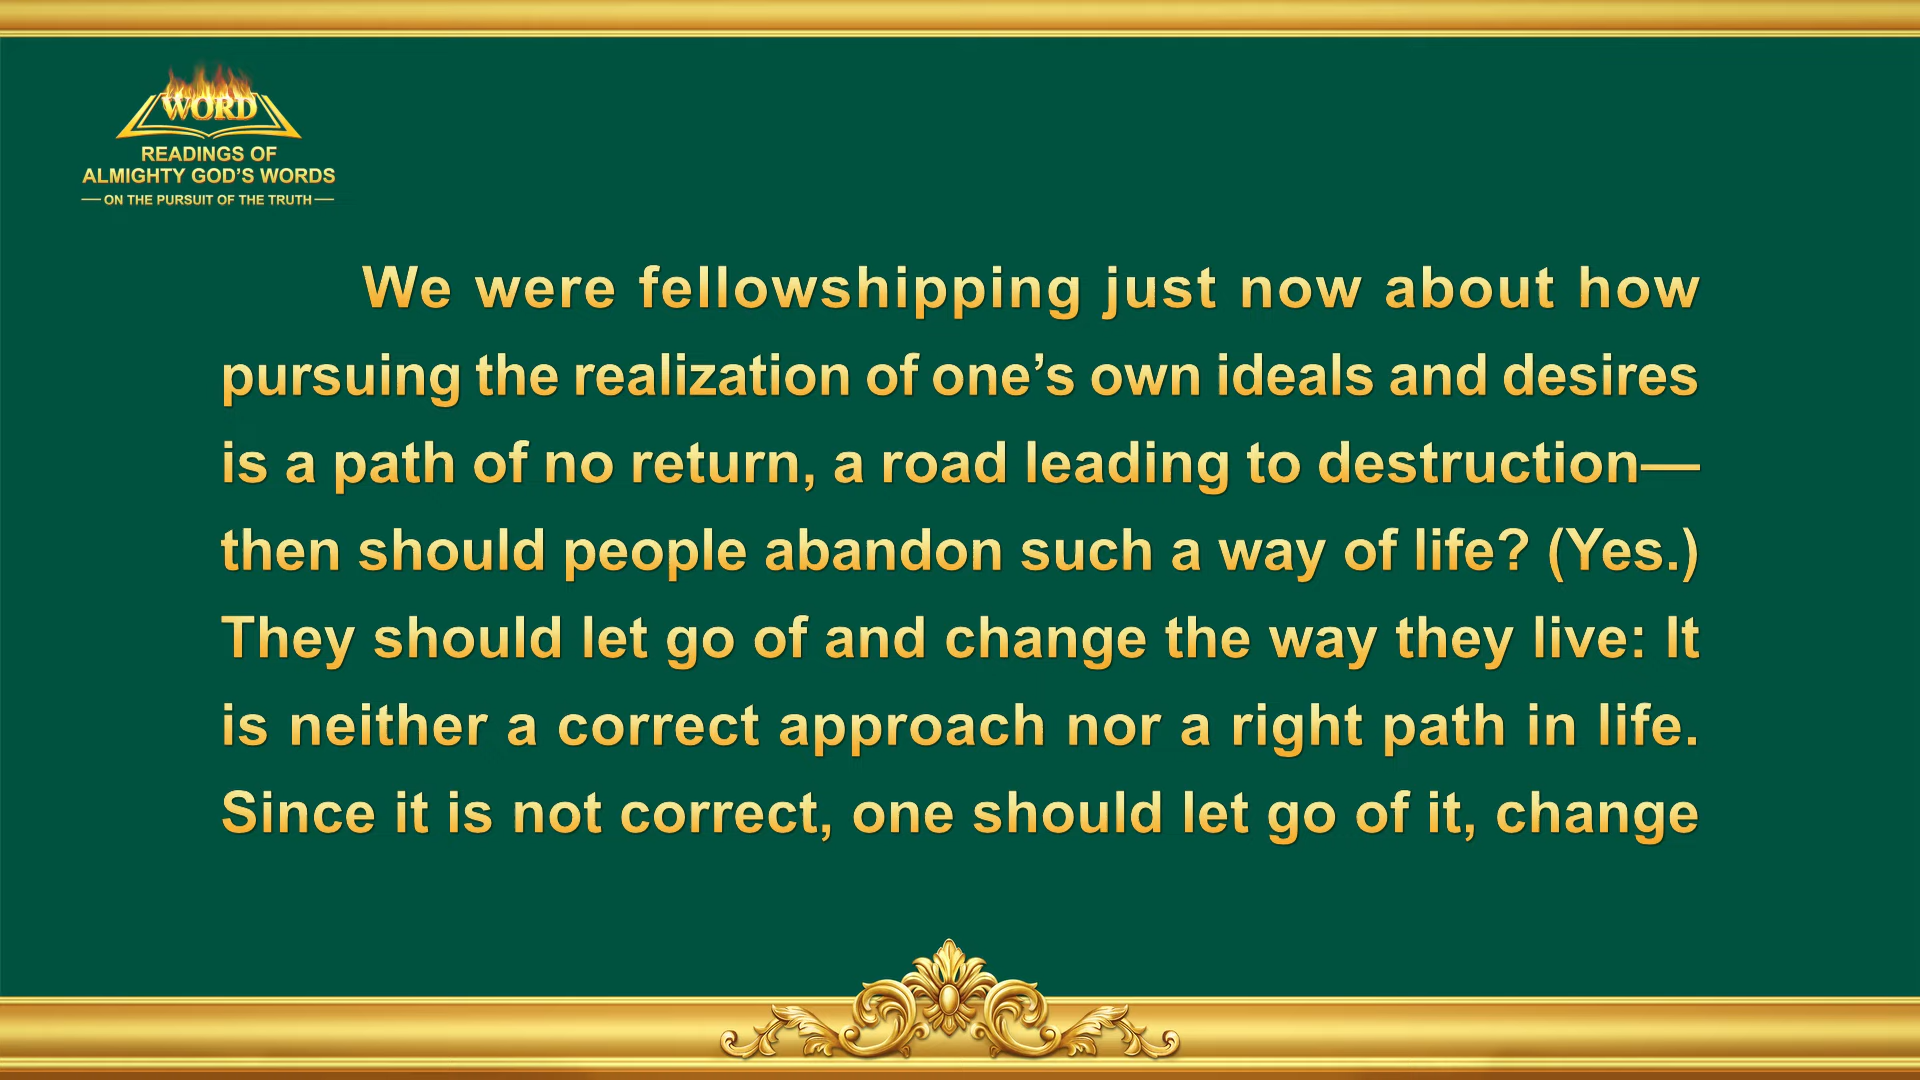 WORD
READINGS OF
ALMIGHTY GOD’S WORDS
— ON THE PURSUIT OF THE TRUTH —
We were fellowshipping just now about how
pursuing the realization of one’s own ideals and desires
is a path of no return, a road leading to destruction—
then should people abandon such a way of life? (Yes.)
They should let go of and change the way they live: It
is neither a correct approach nor a right path in life.
Since it is not correct, one should let go of it, change